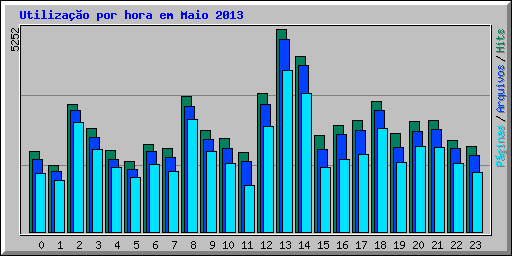 Utilização por hora em Maio 2013
5252
Páginas / Arquivos / Hits
0 1 2 3 4 5 6 7 8 9 10 11 12 13 14 15 16 17 18 19 20 21 22 23